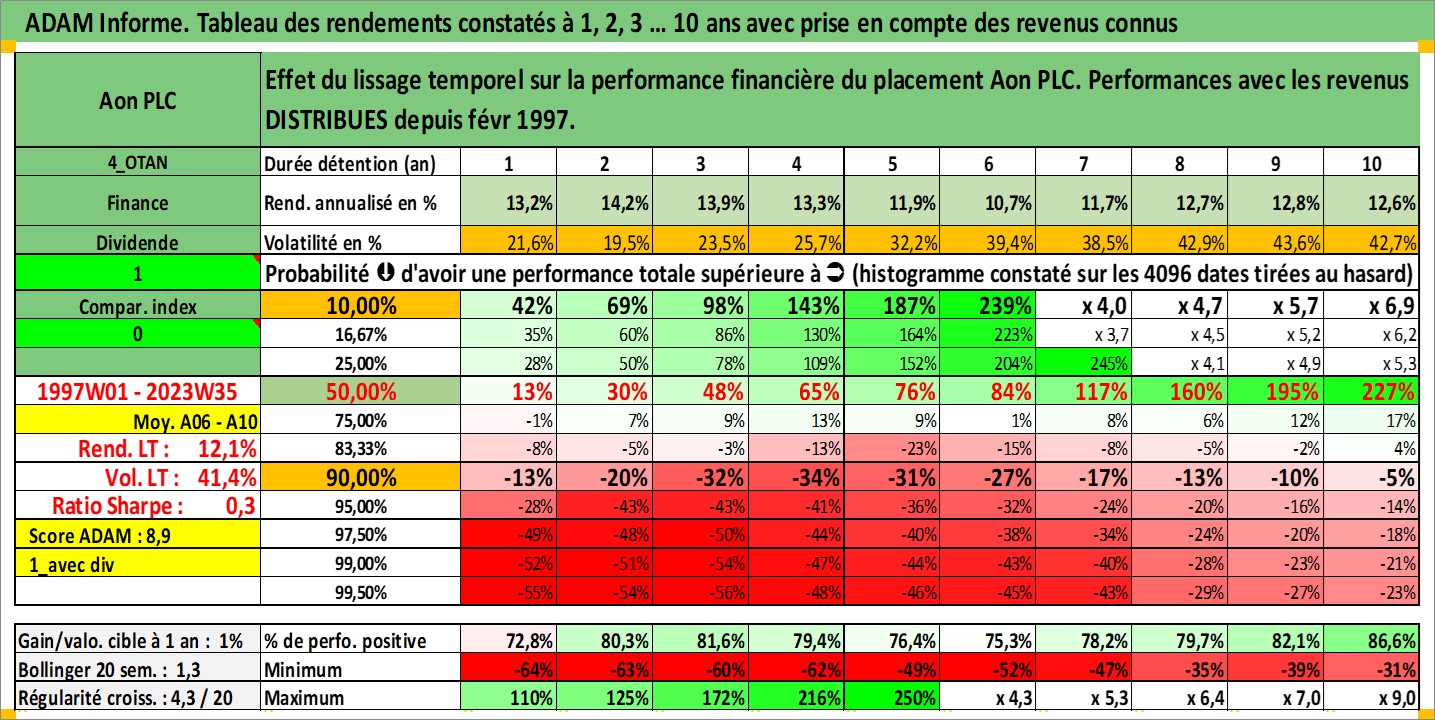 ADAM Informe. Tableau des rendements constatés à 1, 2, 3 ... 10 ans avec prise en compte des revenus connus
Aon PLC
Effet du lissage temporel sur la performance financière du placement Aon PLC. Performances avec les revenus
DISTRIBUES depuis févr 1997.
4_OTAN Durée détention (an) 1 2 3 4 5 6 7 8 9 10
Finance Rend. annualisé en % 13,2% 14,2% 13,9% 13,3% 11,9% 10,7% 11,7% 12,7% 12,8% 12,6%
Dividende Volatilité en % 21,6% 19,5% 23,5% 25,7% 32,2% 39,4% 38,5% 42,9% 43,6% 42,7%
1 Probabilité ⬇ d'avoir une performance totale supérieure à ➲ (histogramme constaté sur les 4096 dates tirées au hasard)
Compar. index 10,00% 42% 69% 98% 143% 187% 239% x 4,0 x 4,7 x 5,7 x 6,9
0 16,67% 35% 60% 86% 130% 164% 223% x 3,7 x 4,5 x 5,2 x 6,2
25,00% 28% 50% 78% 109% 152% 204% 245% x 4,1 x 4,9 x 5,3
1997W01 - 2023W35 50,00% 13% 30% 48% 65% 76% 84% 117% 160% 195% 227%
Moy. A06 - A10 75,00% -1% 7% 9% 13% 9% 1% 8% 6% 12% 17%
Rend. LT : 12,1% 83,33% -8% -5% -3% -13% -23% -15% -8% -5% -2% 4%
Vol. LT : 41,4% 90,00% -13% -20% -32% -34% -31% -27% -17% -13% -10% -5%
Ratio Sharpe : 0,3 95,00% -28% -43% -43% -41% -36% -32% -24% -20% -16% -14%
Score ADAM : 8,9 97,50% -49% -48% -50% -44% -40% -38% -34% -24% -20% -18%
1_avec div 99,00% -52% -51% -54% -47% -44% -43% -40% -28% -23% -21%
99,50% -55% -54% -56% -48% -46% -45% -43% -29% -27% -23%
Gain/valo. cible à 1 an : 1% % de perfo. positive 72,8% 80,3% 81,6% 79,4% 76,4% 75,3% 78,2% 79,7% 82,1% 86,6%
Bollinger 20 sem. : 1,3 Minimum -64% -63% -60% -62% -49% -52% -47% -35% -39% -31%
Régularité croiss. : 4,3 / 20 Maximum 110% 125% 172% 216% 250% x 4,3 x 5,3 x 6,4 x 7,0 x 9,0